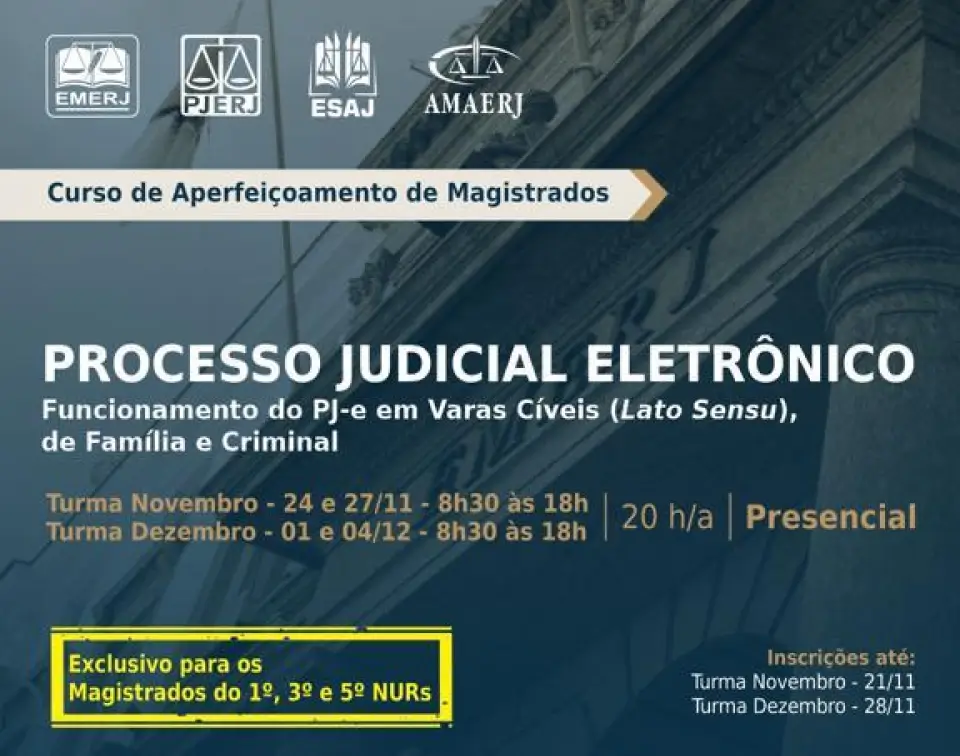 EMERJ
PJERJ
ESAJ
AMAERJ
Curso de Aperfeiçoamento de Magistrados
PROCESSO JUDICIAL ELETRÔNICO
Funcionamento do PJ-e em Varas Cíveis (Lato Sensu),
de Família e Criminal
Turma Novembro - 24 e 27/11 - 8h30 às 18h
Turma Dezembro - 01 e 04/12 - 8h30 às 18h
20 h/a
Presencial
Exclusivo para os
Magistrados do 1º, 3º e 5º NURs
Inscrições até:
Turma Novembro - 21/11
Turma Dezembro - 28/11